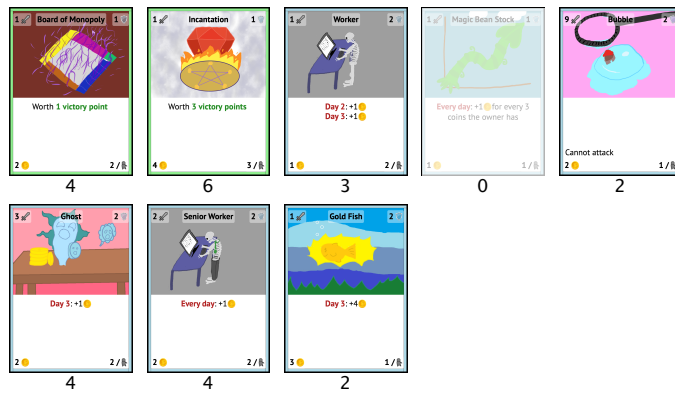 1 Board of Monopoly 1
Worth 1 victory point
2 2/
4
1 Incantation 1
Worth 3 victory points
4 3/
6
1 Worker 2
Day 2: +1
Day 3: +1
1 2/
3
1 Magic Bean Stock 1
Every day: +1 for every 3
coins the owner has
1 1/
0
9 Bubble 2
Cannot attack
2 1/
2
3 Ghost 2
Day 3: +1
2 2/
4
2 Senior Worker 2
Every day: +1
2 2/
4
1 Gold Fish 2
Day 3: +4
3 1/
2